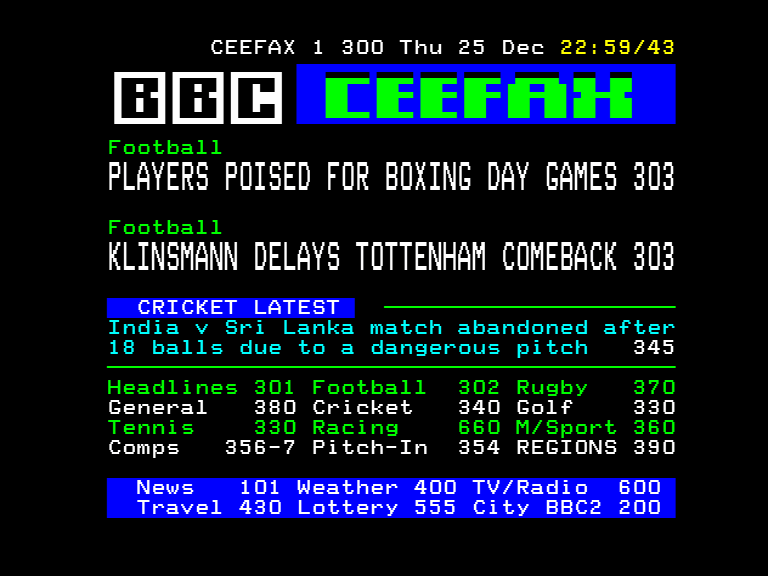 CEEFAX 1 300 Thu 25 Dec 22:59/43
BBC CEEFAX
Football
PLAYERS POISED FOR BOXING DAY GAMES 303
Football
KLINSMANN DELAYS TOTTENHAM COMEBACK 303
CRICKET LATEST
India v Sri Lanka match abandoned after
18 balls due to a dangerous pitch 345
Headlines 301 Football 302 Rugby 370
General 380 Cricket 340 Golf 330
Tennis 330 Racing 660 M/Sport 360
Comps 356-7 Pitch-In 354 REGIONS 390
News 101 Weather 400 TV/Radio 600
Travel 430 Lottery 555 City BBC2 200